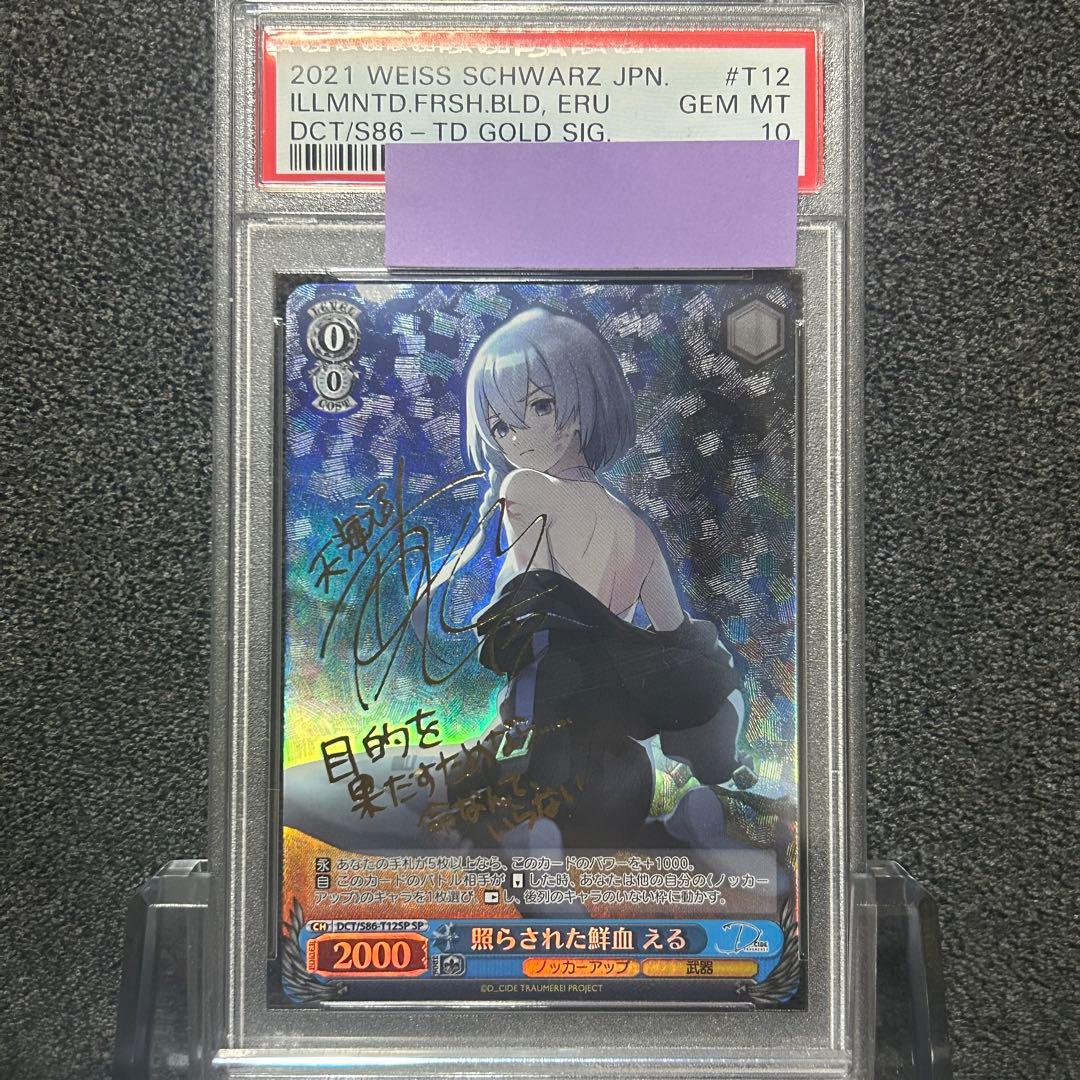 2021 WEISS SCHWARZ JPN. #T12
ILLMNTD.FRSH.BLD, ERU GEM MT
DCT/S86-TD GOLD SIG. 10
LEVEL
0
0
COST
天海える
目的を
果たすためなら……
命なんて、
いらない
永 あなたの手札が5枚以上なら、このカードのパワーを+1000。
自 このカードのバトル相手が した時、あなたは他の自分の《ノッカー
アップ》のキャラを1枚選び、 し、後列のキャラのいない枠に動かす。
CH DCT/S86-T12SP SP
POWER 2000
照らされた鮮血 える
D_CIDE
TRAUMEREI
ノッカーアップ 武器
©D_CIDE TRAUMEREI PROJECT